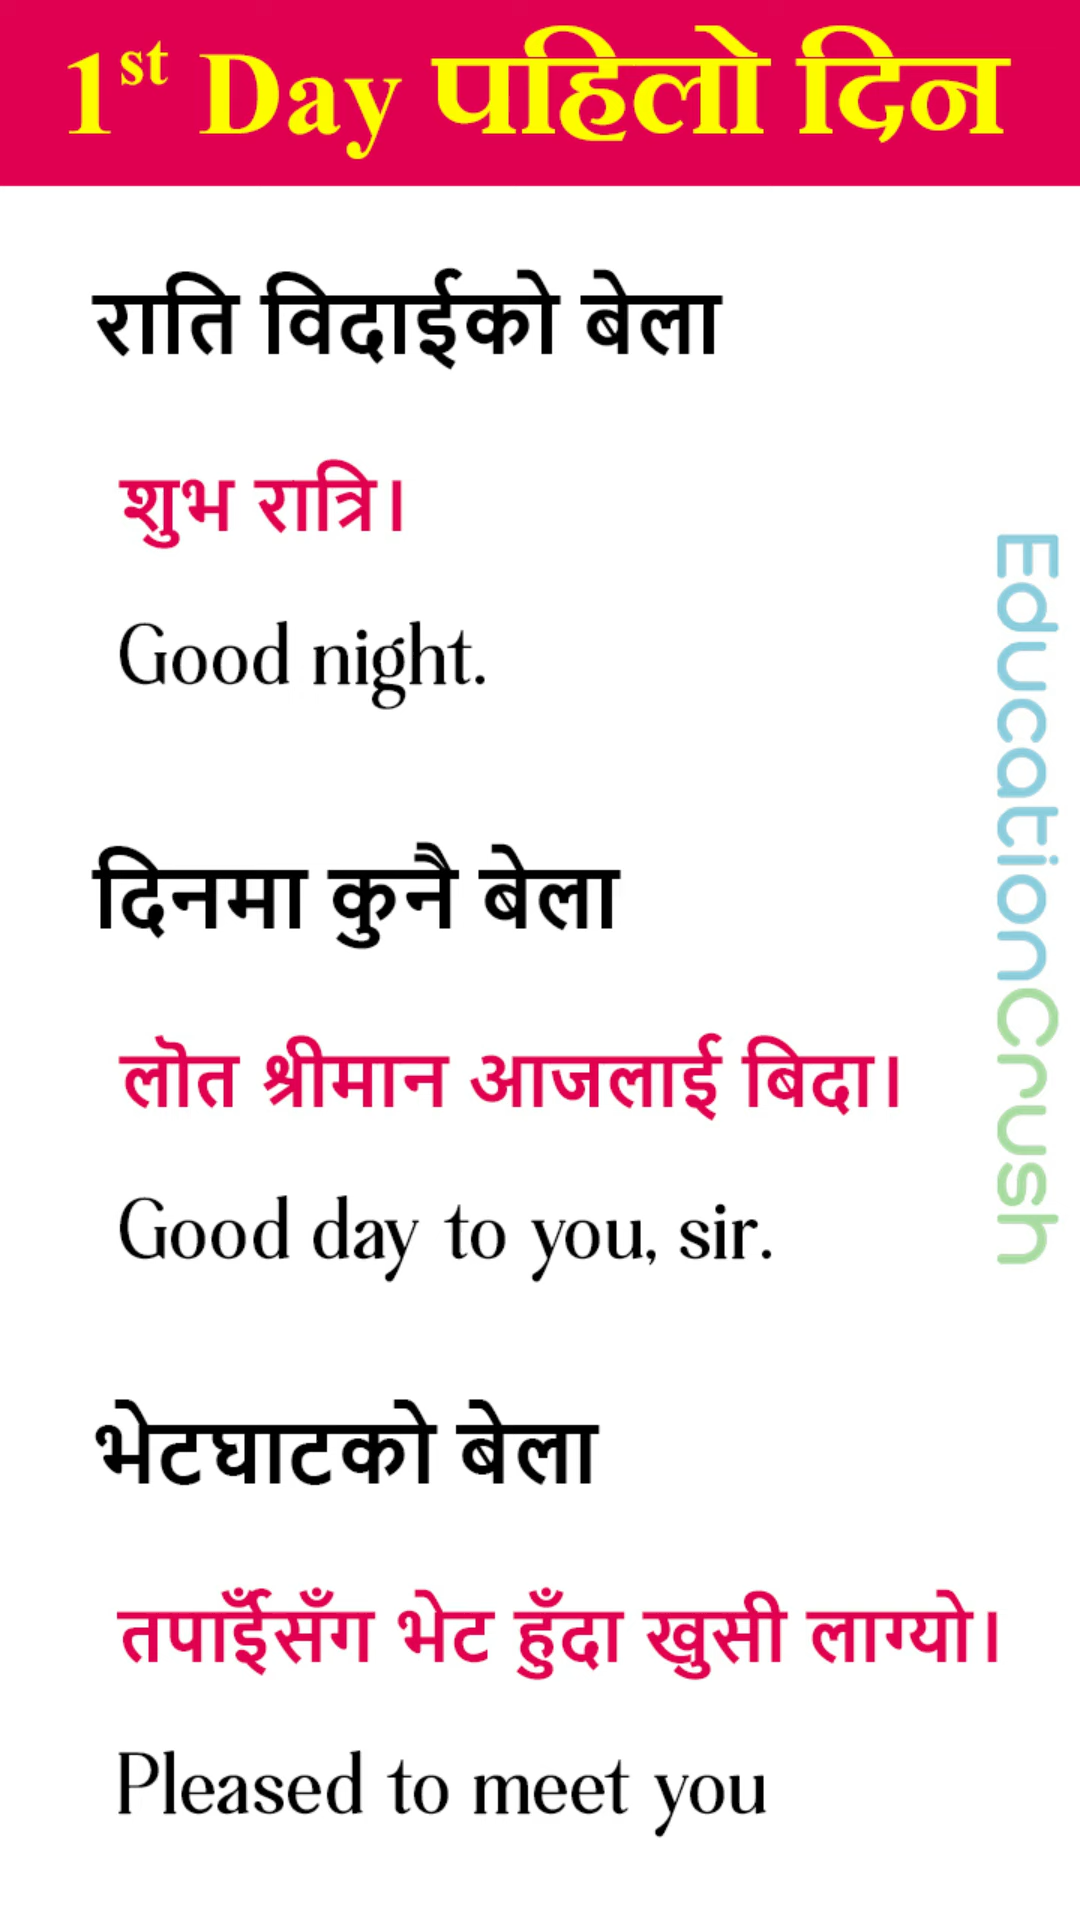 1st Day पहिलो दिन
राति विदाईको बेला
शुभ रात्रि।
Good night.
दिनमा कुनै बेला
लॊत श्रीमान आजलाई बिदा।
Good day to you, sir.
भेटघाटको बेला
तपाईँसँग भेट हुँदा खुसी लाग्यो।
Pleased to meet you
EducationCrush